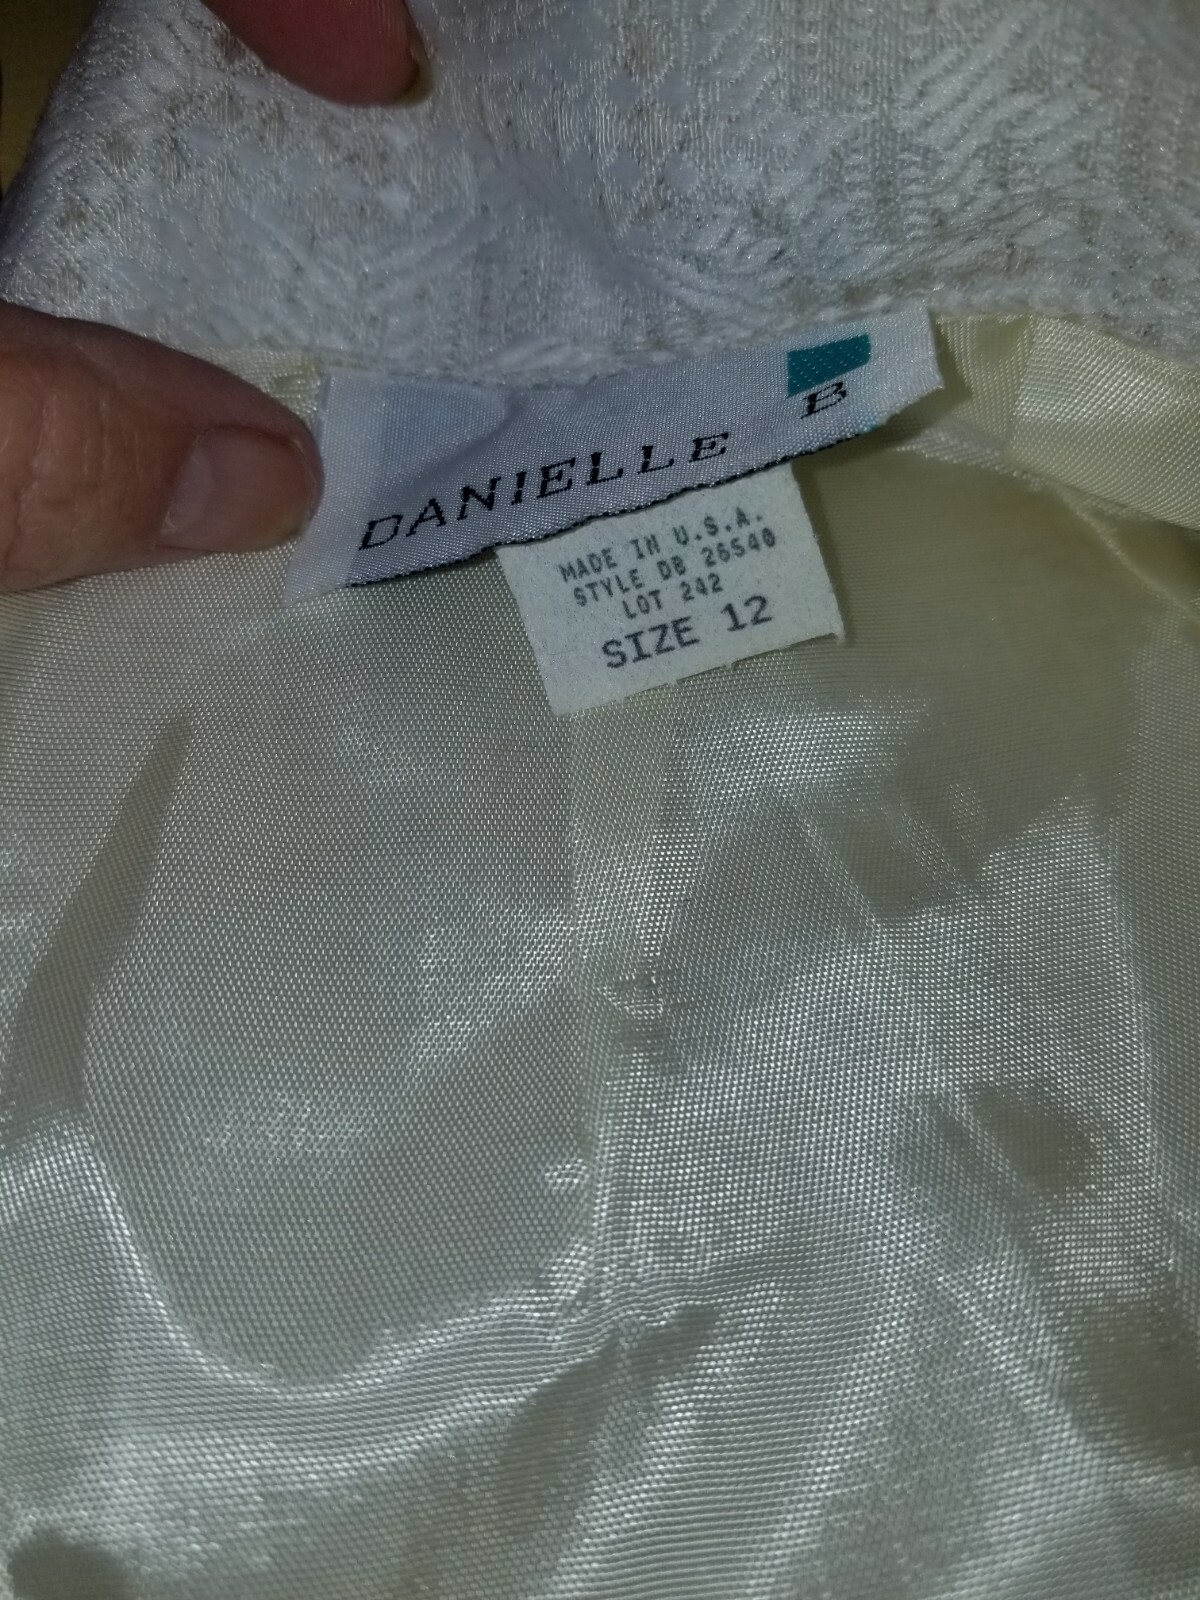 DANIELLE B
MADE IN U.S.A.
STYLE DB 26540
LOT 242
SIZE 12